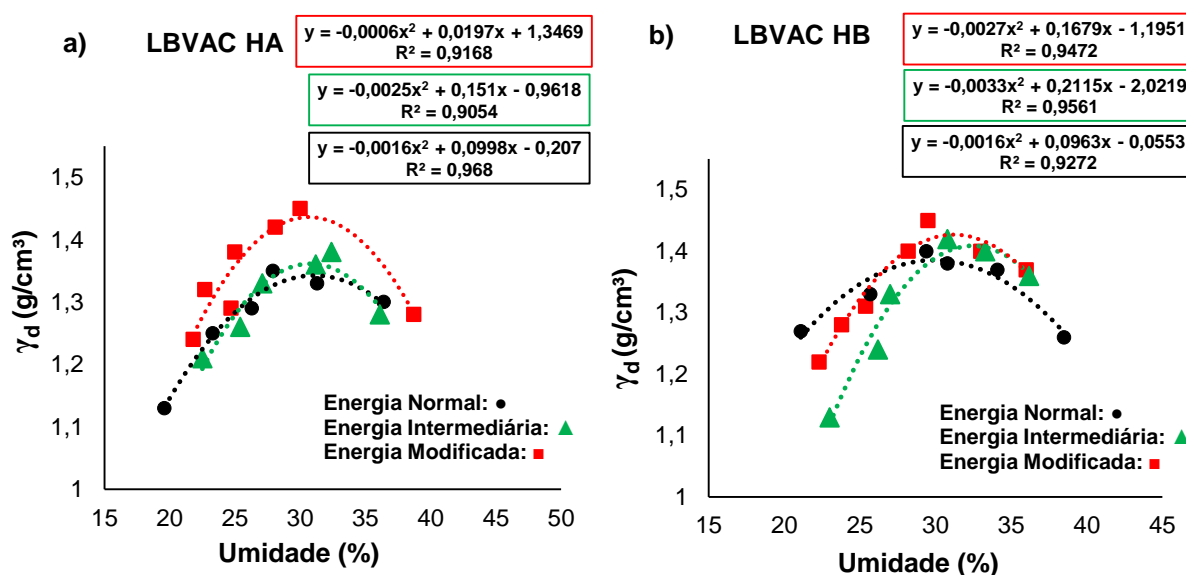 a) LBVAC HA
y = -0,0006x² + 0,0197x + 1,3469
R² = 0,9168
y = -0,0025x² + 0,151x - 0,9618
R² = 0,9054
y = -0,0016x² + 0,0998x - 0,207
R² = 0,968
γd (g/cm³)
1,5
1,4
1,3
1,2
1,1
1
Energia Normal:
Energia Intermediária:
Energia Modificada:
15 20 25 30 35 40 45 50
Umidade (%)
b) LBVAC HB
y = -0,0027x² + 0,1679x - 1,1951
R² = 0,9472
y = -0,0033x² + 0,2115x - 2,0219
R² = 0,9561
y = -0,0016x² + 0,0963x - 0,0553
R² = 0,9272
γd (g/cm³)
1,5
1,4
1,3
1,2
1,1
1
Energia Normal:
Energia Intermediária:
Energia Modificada:
15 20 25 30 35 40 45
Umidade (%)